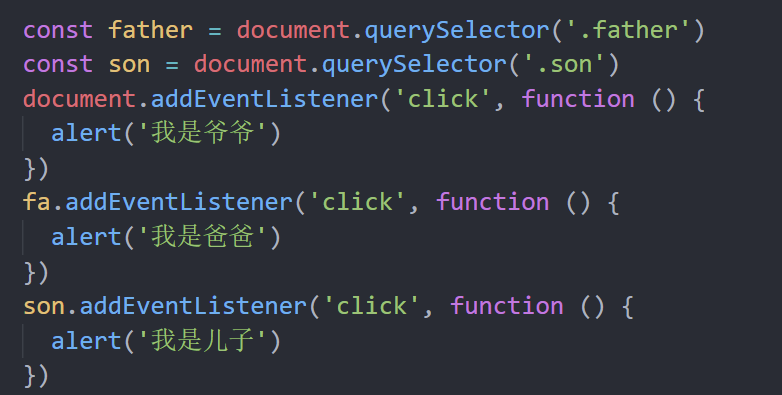 const father = document.querySelector('.father')
const son = document.querySelector('.son')
document.addEventListener('click', function () {
  alert('我是爷爷')
})
fa.addEventListener('click', function () {
  alert('我是爸爸')
})
son.addEventListener('click', function () {
  alert('我是儿子')
})